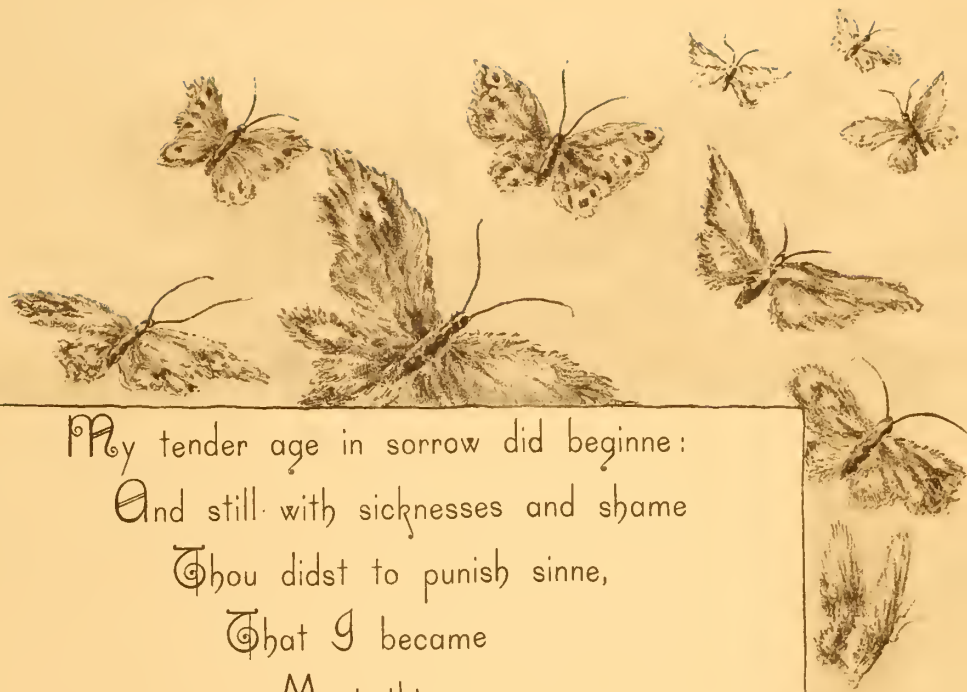 My tender age in sorrow did beginne:
And still with sicknesses and shame
Thou didst to punish sinne,
That I became